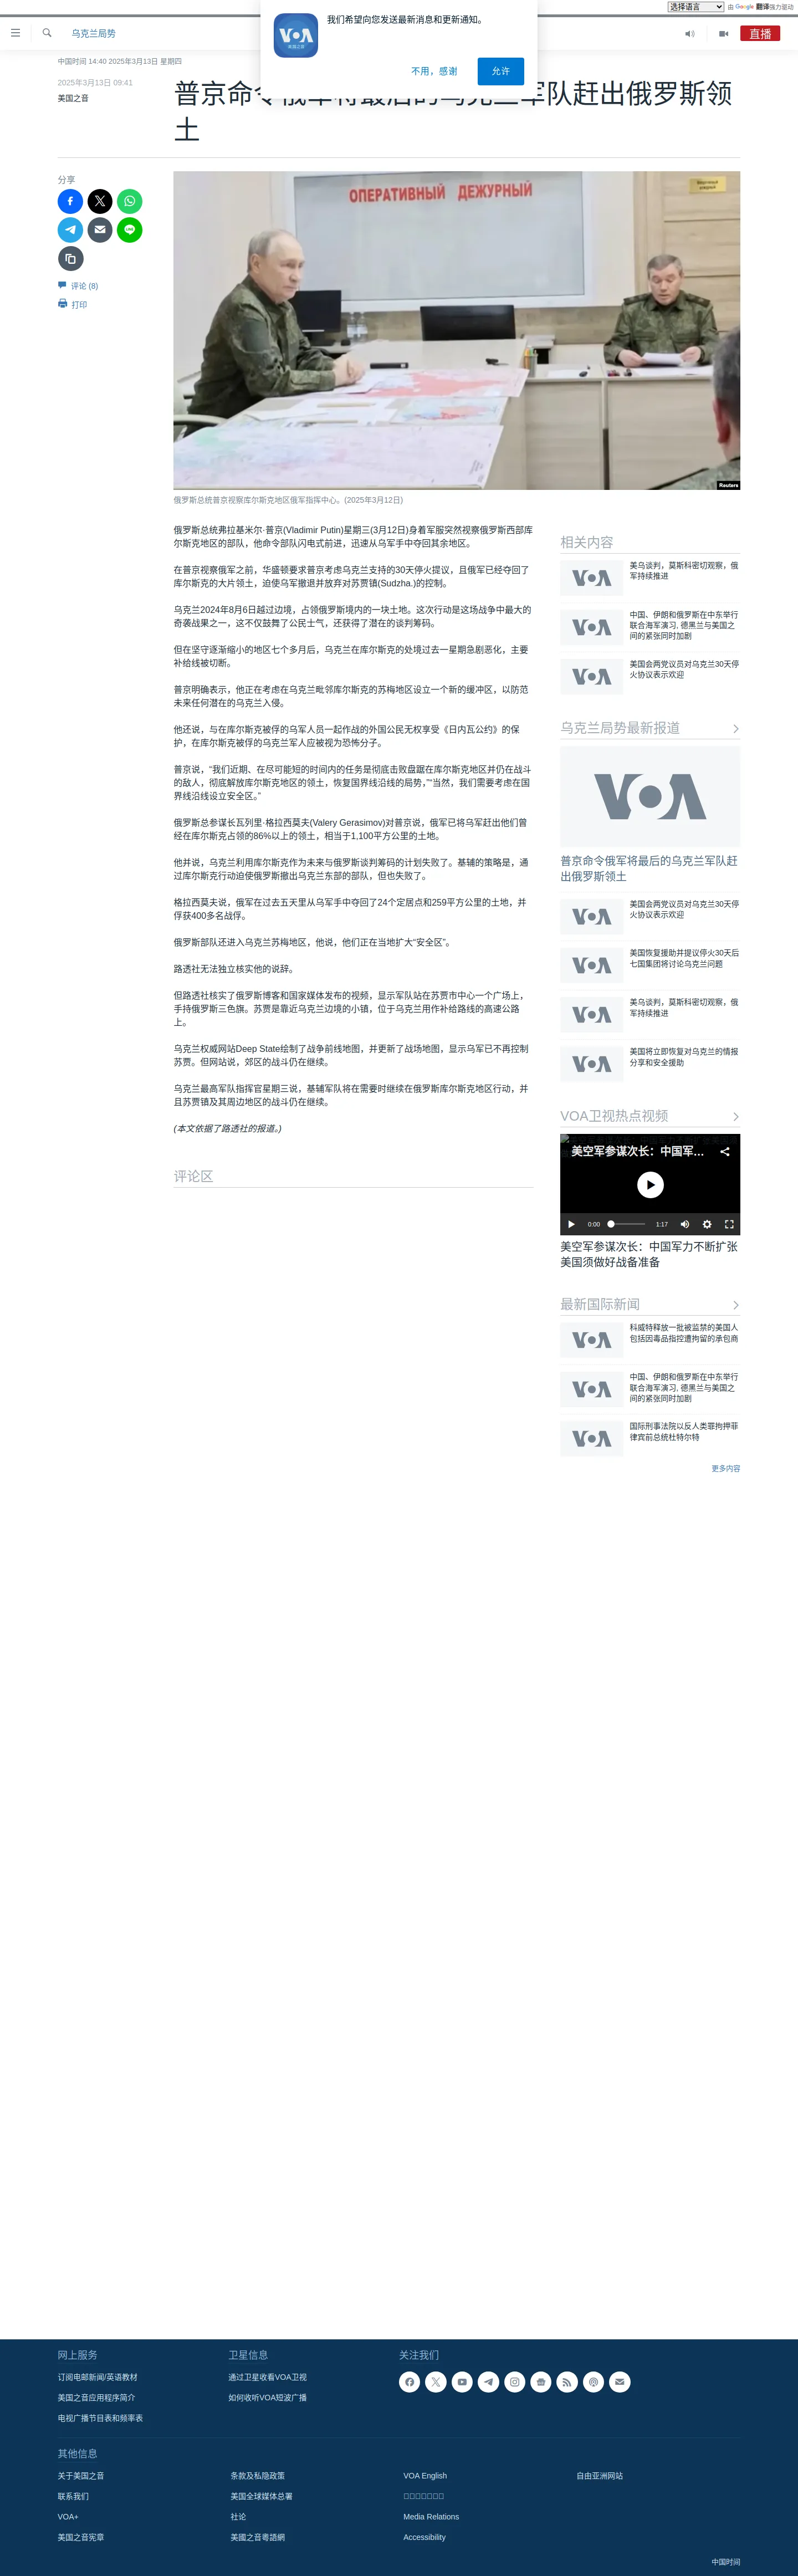 选择语言
由 Google 翻译强力驱动
我们希望向您发送最新消息和更新通知。
不用，感谢
允许
乌克兰局势
直播
中国时间 14:40 2025年3月13日 星期四
2025年3月13日 09:41
美国之音
领土
分享
评论 (8)
打印
ОПЕРАТИВНЫЙ ДЕЖУРНЫЙ
Reuters
俄罗斯总统普京视察库尔斯克地区俄军指挥中心。(2025年3月12日)
俄罗斯总统弗拉基米尔·普京(Vladimir Putin)星期三(3月12日)身着军服突然视察俄罗斯西部库
尔斯克地区的部队，他命令部队闪电式前进，迅速从乌军手中夺回其余地区。
在普京视察俄军之前，华盛顿要求普京考虑乌克兰支持的30天停火提议，且俄军已经夺回了
库尔斯克的大片领土，迫使乌军撤退并放弃对苏贾镇(Sudzha.)的控制。
乌克兰2024年8月6日越过边境，占领俄罗斯境内的一块土地。这次行动是这场战争中最大的
奇袭战果之一，这不仅鼓舞了公民士气，还获得了潜在的谈判筹码。
但在坚守逐渐缩小的地区七个多月后，乌克兰在库尔斯克的处境过去一星期急剧恶化，主要
补给线被切断。
普京明确表示，他正在考虑在乌克兰毗邻库尔斯克的苏梅地区设立一个新的缓冲区，以防范
未来任何潜在的乌克兰入侵。
他还说，与在库尔斯克被俘的乌军人员一起作战的外国公民无权享受《日内瓦公约》的保
护，在库尔斯克被俘的乌克兰军人应被视为恐怖分子。
普京说，“我们近期、在尽可能短的时间内的任务是彻底击败盘踞在库尔斯克地区并仍在战斗
的敌人，彻底解放库尔斯克地区的领土，恢复国界线沿线的局势，”“当然，我们需要考虑在国
界线沿线设立安全区。”
俄罗斯总参谋长瓦列里·格拉西莫夫(Valery Gerasimov)对普京说，俄军已将乌军赶出他们曾
经在库尔斯克占领的86%以上的领土，相当于1,100平方公里的土地。
他并说，乌克兰利用库尔斯克作为未来与俄罗斯谈判筹码的计划失败了。基辅的策略是，通
过库尔斯克行动迫使俄罗斯撤出乌克兰东部的部队，但也失败了。
格拉西莫夫说，俄军在过去五天里从乌军手中夺回了24个定居点和259平方公里的土地，并
俘获400多名战俘。
俄罗斯部队还进入乌克兰苏梅地区，他说，他们正在当地扩大“安全区”。
路透社无法独立核实他的说辞。
但路透社核实了俄罗斯博客和国家媒体发布的视频，显示军队站在苏贾市中心一个广场上，
手持俄罗斯三色旗。苏贾是靠近乌克兰边境的小镇，位于乌克兰用作补给路线的高速公路
上。
乌克兰权威网站Deep State绘制了战争前线地图，并更新了战场地图，显示乌军已不再控制
苏贾。但网站说，郊区的战斗仍在继续。
乌克兰最高军队指挥官星期三说，基辅军队将在需要时继续在俄罗斯库尔斯克地区行动，并
且苏贾镇及其周边地区的战斗仍在继续。
(本文依据了路透社的报道。)
评论区
相关内容
美乌谈判，莫斯科密切观察，俄
军持续推进
中国、伊朗和俄罗斯在中东举行
联合海军演习, 德黑兰与美国之
间的紧张同时加剧
美国会两党议员对乌克兰30天停
火协议表示欢迎
乌克兰局势最新报道
VOA
普京命令俄军将最后的乌克兰军队赶
出俄罗斯领土
美国会两党议员对乌克兰30天停
火协议表示欢迎
美国恢复援助并提议停火30天后
七国集团将讨论乌克兰问题
美乌谈判，莫斯科密切观察，俄
军持续推进
美国将立即恢复对乌克兰的情报
分享和安全援助
VOA卫视热点视频
美空军参谋次长：中国军…
0:00
1:17
美空军参谋次长：中国军力不断扩张
美国须做好战备准备
最新国际新闻
科威特释放一批被监禁的美国人
包括因毒品指控遭拘留的承包商
中国、伊朗和俄罗斯在中东举行
联合海军演习, 德黑兰与美国之
间的紧张同时加剧
国际刑事法院以反人类罪拘押菲
律宾前总统杜特尔特
更多内容
网上服务
订阅电邮新闻/英语教材
美国之音应用程序简介
电视广播节目表和频率表
卫星信息
通过卫星收看VOA卫视
如何收听VOA短波广播
关注我们
其他信息
关于美国之音
联系我们
VOA+
美国之音宪章
条款及私隐政策
美国全球媒体总署
社论
美國之音粵語網
VOA English
Media Relations
Accessibility
自由亚洲网站
中国时间